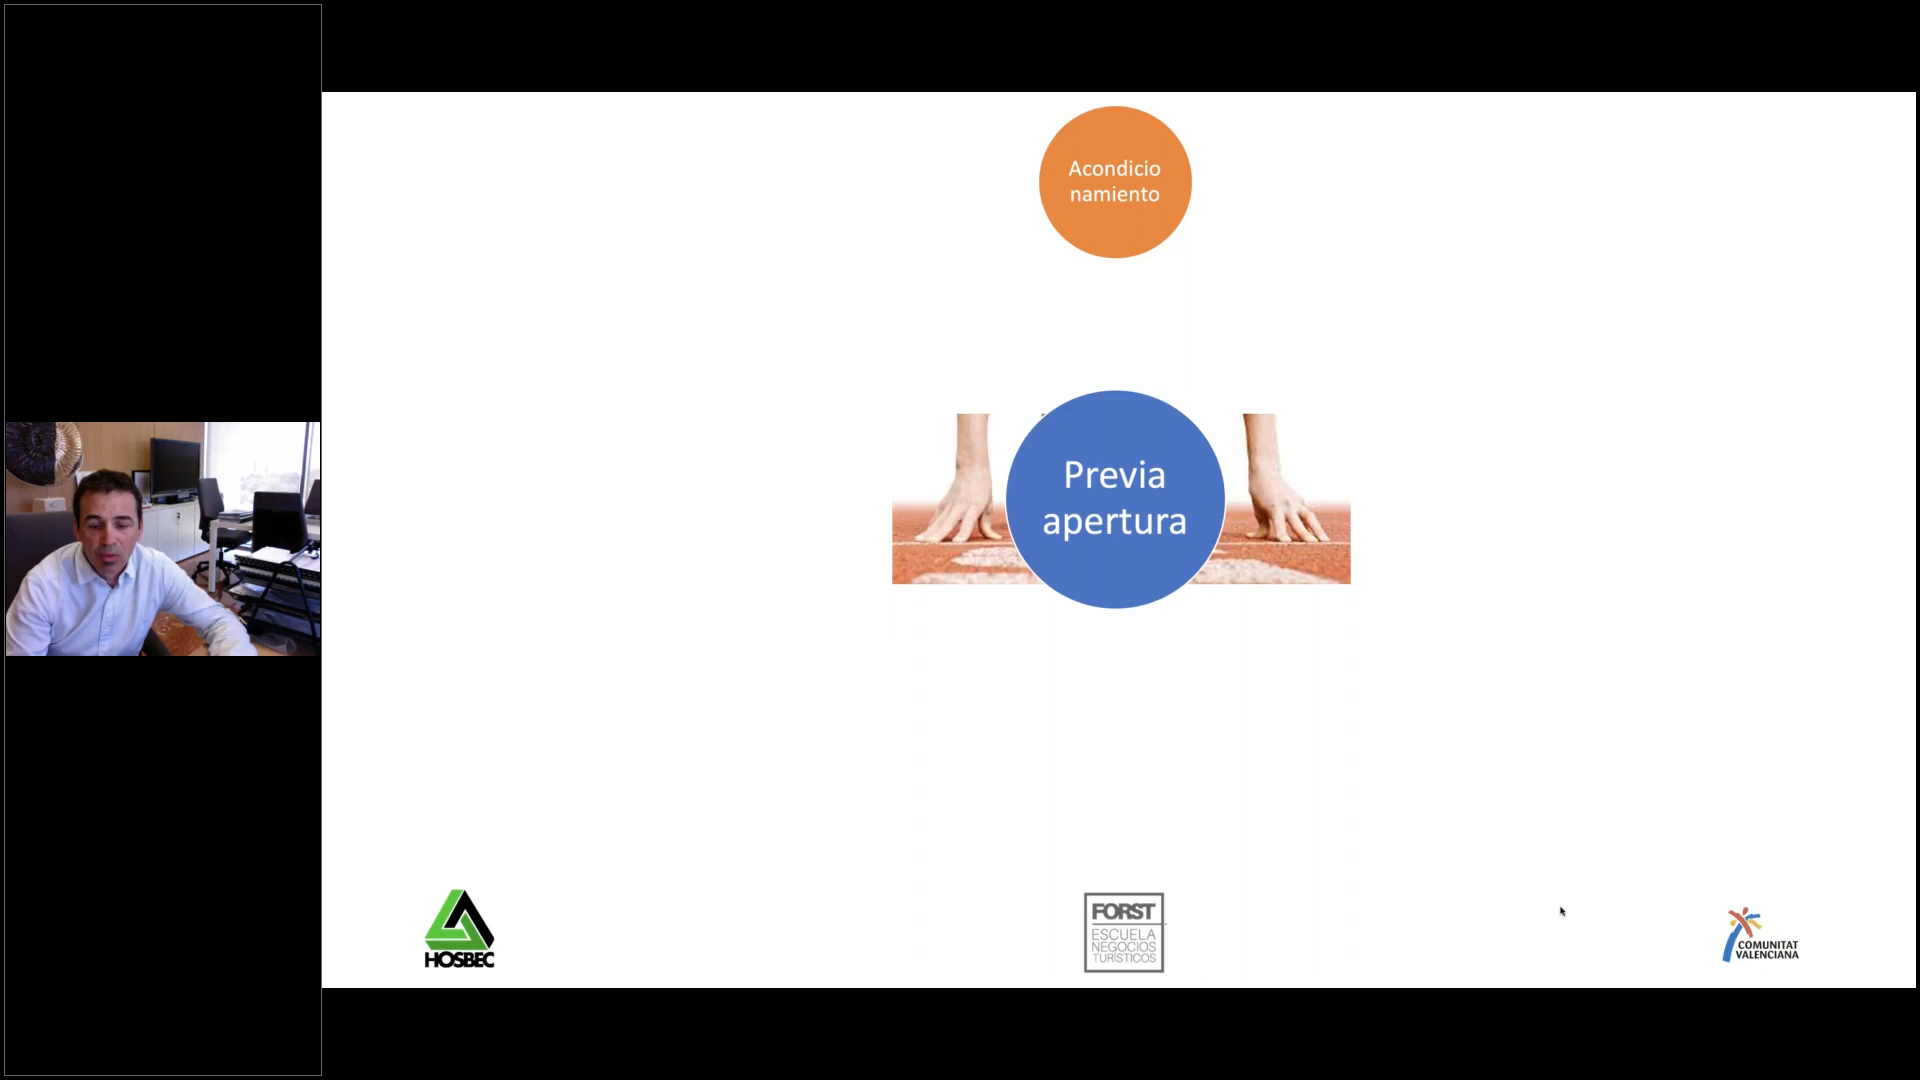 Acondicio
namiento
Previa
apertura
HOSBEC
FORST
ESCUELA
NEGOCIOS
TURÍSTICOS
COMUNITAT
VALENCIANA